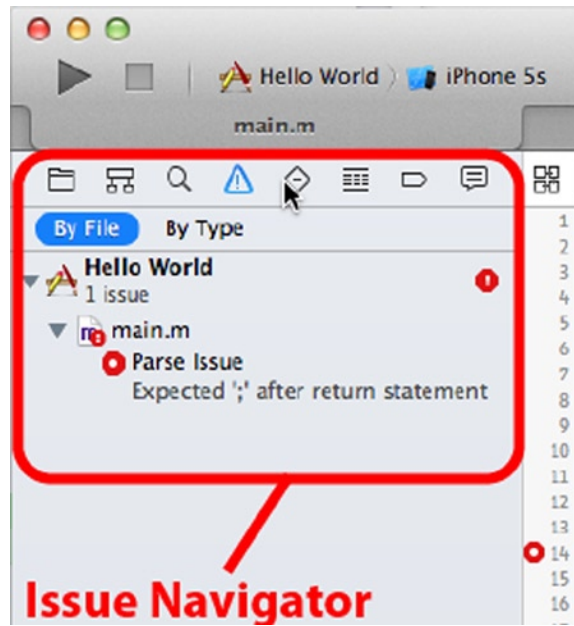 Hello World
iPhone 5s
main.m
By File
By Type
Hello World
1 issue
main.m
Parse Issue
Expected ';' after return statement
1
2
3
4
5
6
7
8
9
10
11
12
13
14
15
16
Issue Navigator